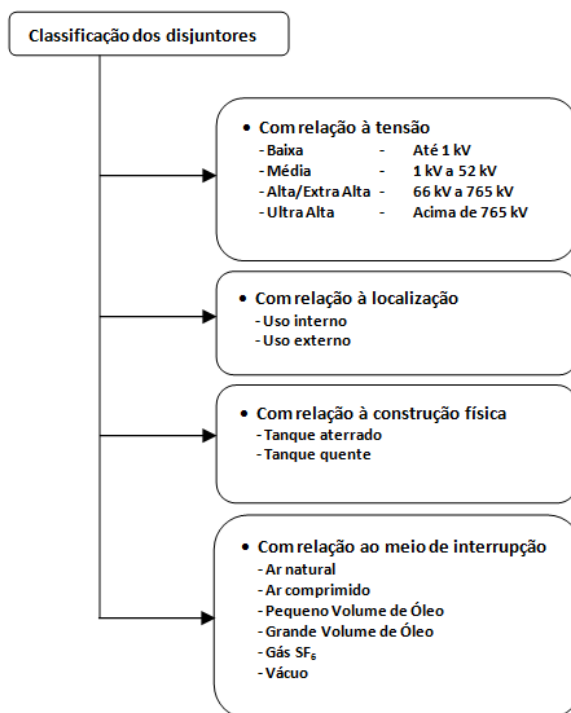 Classificação dos disjuntores
• Com relação à tensão
- Baixa - Até 1 kV
- Média - 1 kV a 52 kV
- Alta/Extra Alta - 66 kV a 765 kV
- Ultra Alta - Acima de 765 kV
• Com relação à localização
- Uso interno
- Uso externo
• Com relação à construção física
- Tanque aterrado
- Tanque quente
• Com relação ao meio de interrupção
- Ar natural
- Ar comprimido
- Pequeno Volume de Óleo
- Grande Volume de Óleo
- Gás SF₆
- Vácuo